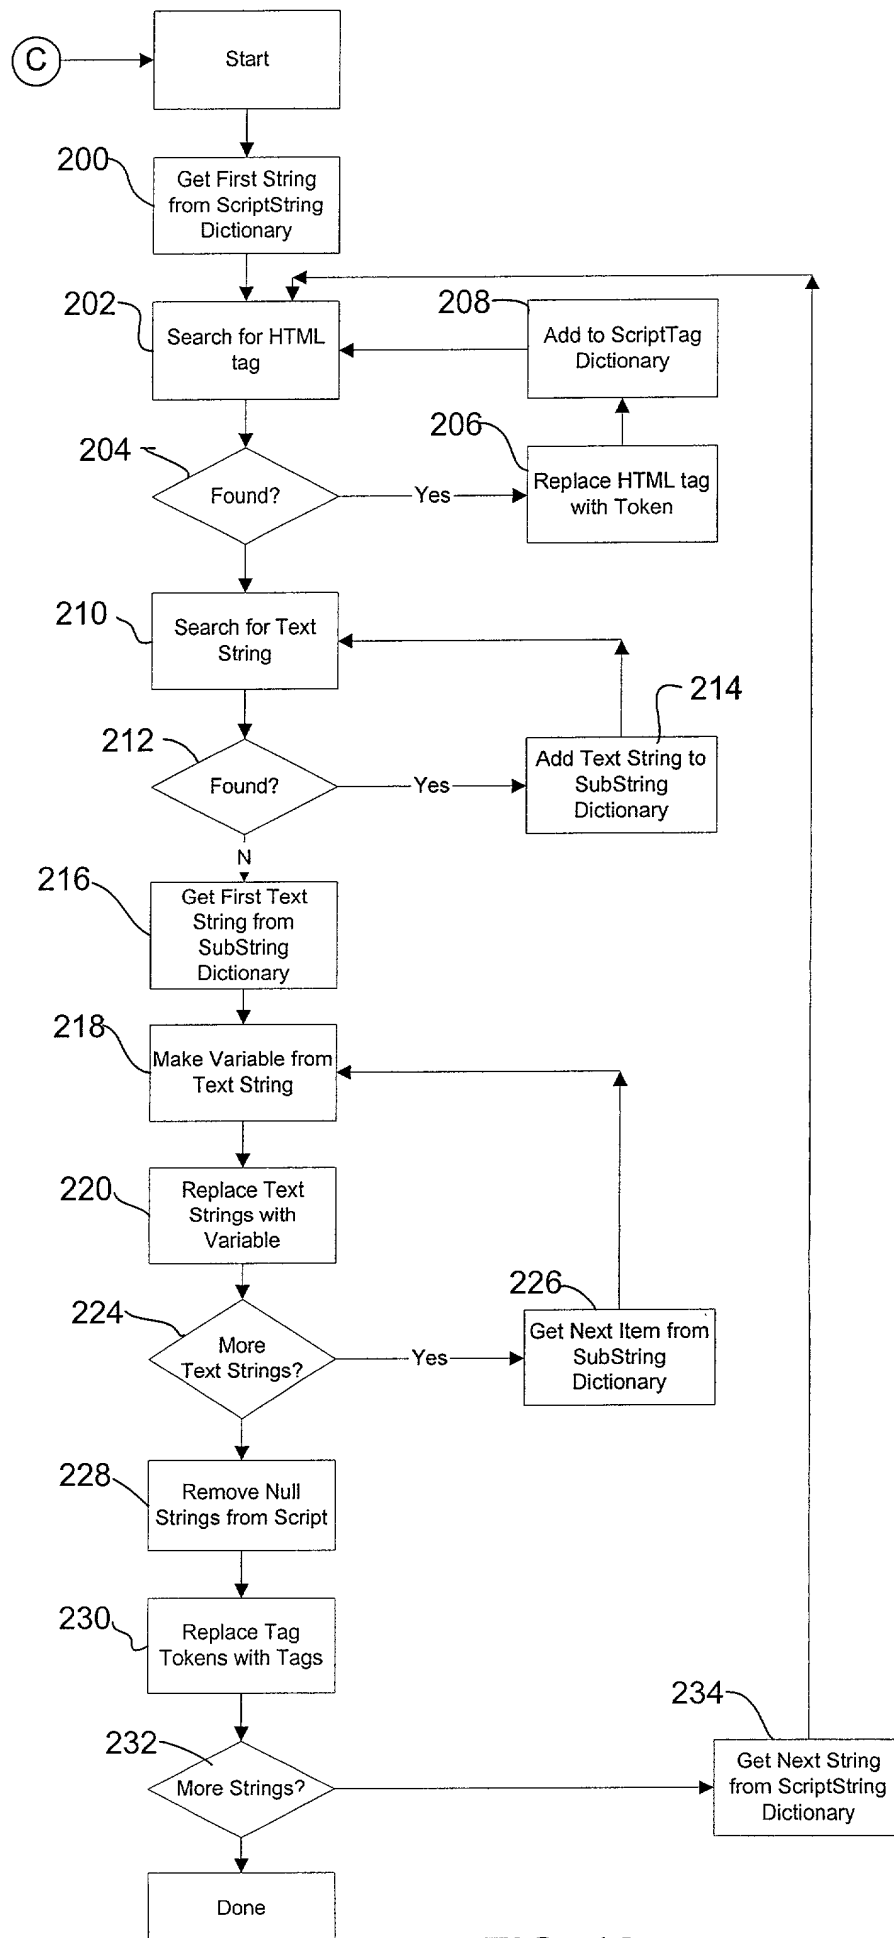 C
Start
200
Get First String
from ScriptString
Dictionary
202
Search for HTML
tag
208
Add to ScriptTag
Dictionary
204
Found?
Yes
206
Replace HTML tag
with Token
210
Search for Text
String
212
Found?
Yes
214
Add Text String to
SubString
Dictionary
N
216
Get First Text
String from
SubString
Dictionary
218
Make Variable from
Text String
220
Replace Text
Strings with
Variable
224
More
Text Strings?
Yes
226
Get Next Item from
SubString
Dictionary
228
Remove Null
Strings from Script
230
Replace Tag
Tokens with Tags
232
More Strings?
234
Get Next String
from ScriptString
Dictionary
Done